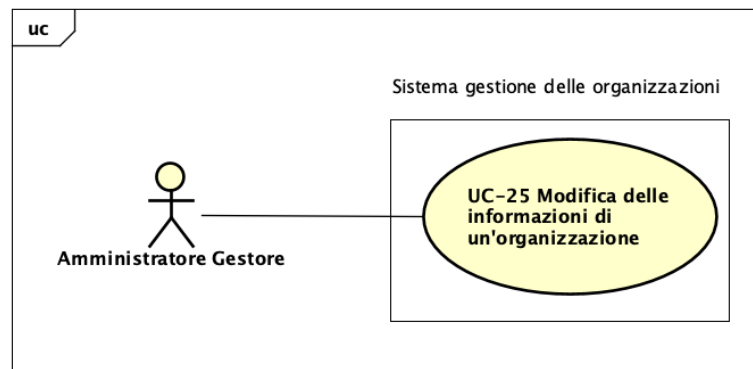 uc
Sistema gestione delle organizzazioni
UC-25 Modifica delle
informazioni di
un'organizzazione
Amministratore Gestore